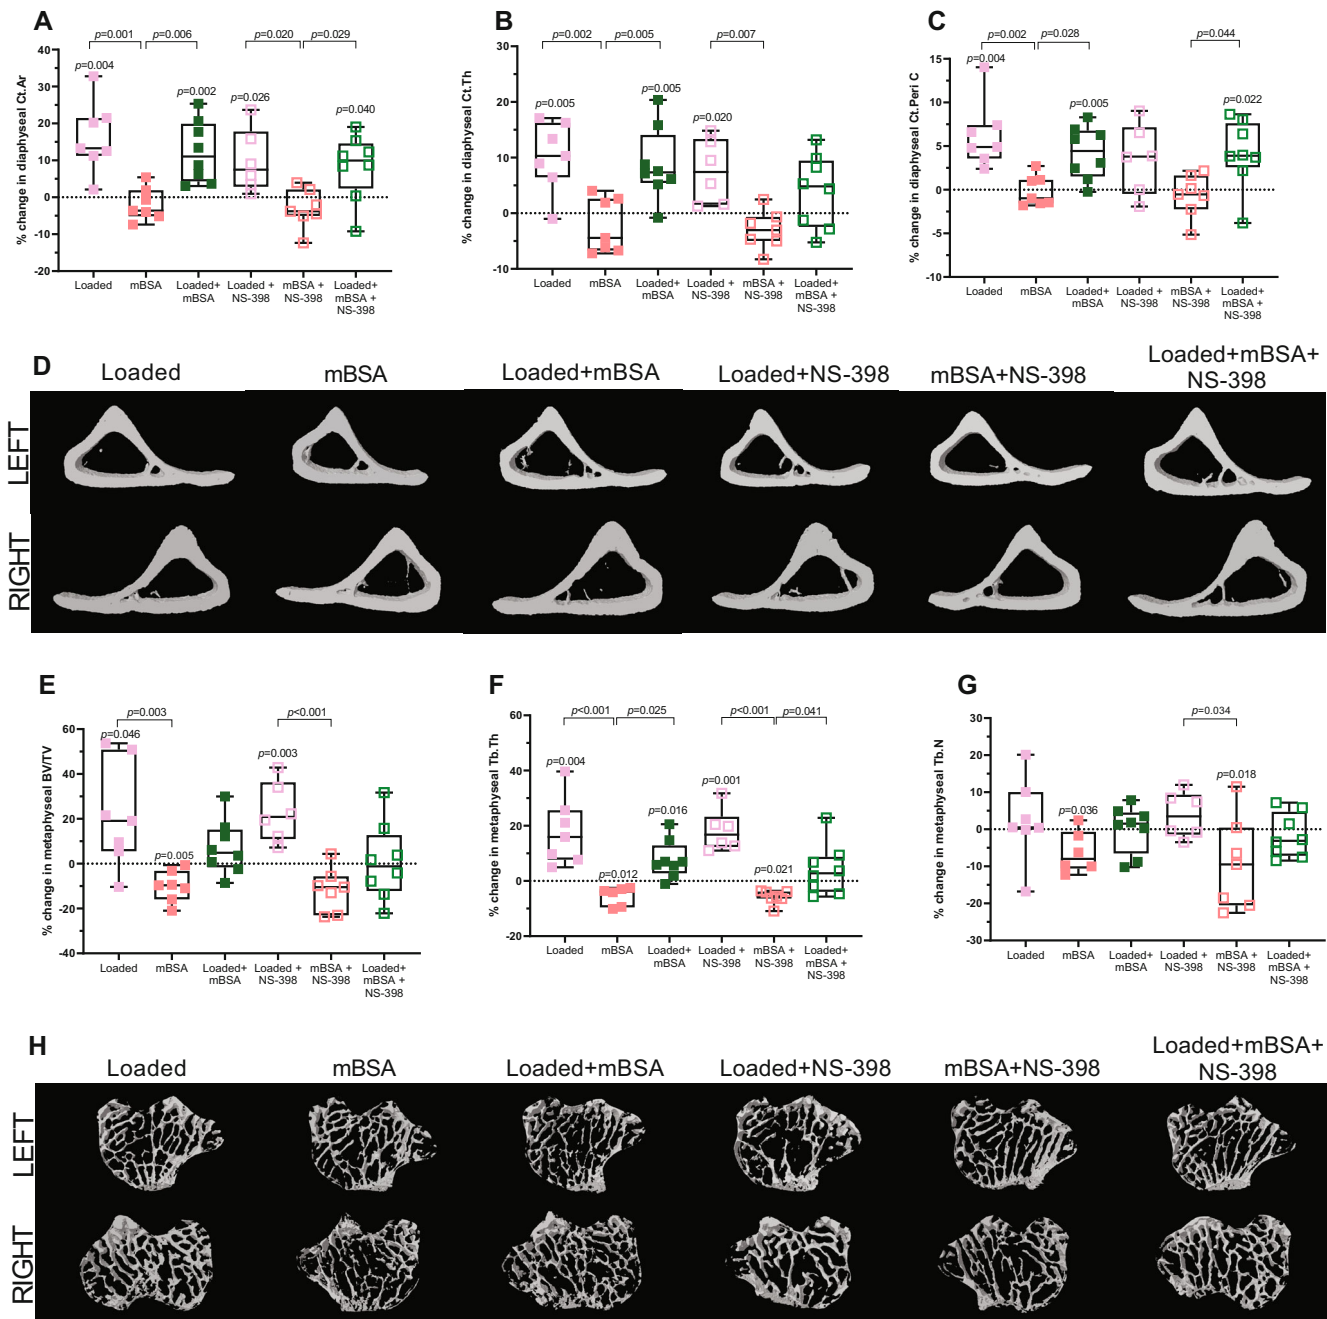 A
B
C
p=0.001
p=0.006
p=0.020
p=0.029
p=0.004
p=0.002
p=0.026
p=0.040
% change in diaphyseal Ct.Ar
40
30
20
10
0
-10
-20
Loaded
mBSA
Loaded+
mBSA
Loaded +
NS-398
mBSA +
NS-398
Loaded+
mBSA +
NS-398
p=0.002
p=0.005
p=0.007
p=0.005
p=0.005
p=0.020
% change in diaphyseal Ct.Th
30
20
10
0
-10
Loaded
mBSA
Loaded+
mBSA
Loaded +
NS-398
mBSA +
NS-398
Loaded+
mBSA +
NS-398
p=0.002
p=0.028
p=0.044
p=0.004
p=0.005
p=0.022
% change in diaphyseal Ct.Peri C
15
10
5
0
-5
-10
Loaded
mBSA
Loaded+
mBSA
Loaded +
NS-398
mBSA +
NS-398
Loaded+
mBSA +
NS-398
D
Loaded
mBSA
Loaded+mBSA
Loaded+NS-398
mBSA+NS-398
Loaded+mBSA+
NS-398
LEFT
RIGHT
E
F
G
p=0.003
p<0.001
p=0.046
p=0.005
p=0.003
% change in metaphyseal BV/TV
60
40
20
0
-20
-40
Loaded
mBSA
Loaded+
mBSA
Loaded +
NS-398
mBSA +
NS-398
Loaded+
mBSA +
NS-398
p<0.001
p=0.025
p<0.001
p=0.041
p=0.004
p=0.012
p=0.016
p=0.001
p=0.021
% change in metaphyseal Tb.Th
60
40
20
0
-20
Loaded
mBSA
Loaded+
mBSA
Loaded +
NS-398
mBSA +
NS-398
Loaded+
mBSA +
NS-398
p=0.034
p=0.036
p=0.018
% change in metaphyseal Tb.N
30
20
10
0
-10
-20
-30
Loaded
mBSA
Loaded+
mBSA
Loaded +
NS-398
mBSA +
NS-398
Loaded+
mBSA +
NS-398
H
Loaded
mBSA
Loaded+mBSA
Loaded+NS-398
mBSA+NS-398
Loaded+mBSA+
NS-398
LEFT
RIGHT